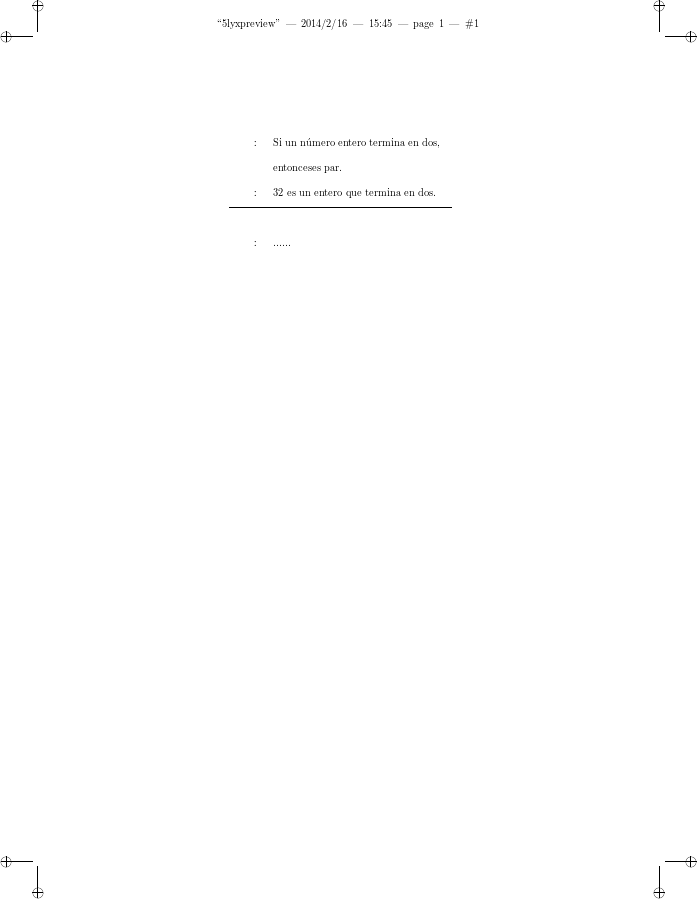 “5lyxpreview” — 2014/2/16 — 15:45 — page 1 — #1
: Si un número entero termina en dos,
entonceses par.
: 32 es un entero que termina en dos.
: ......